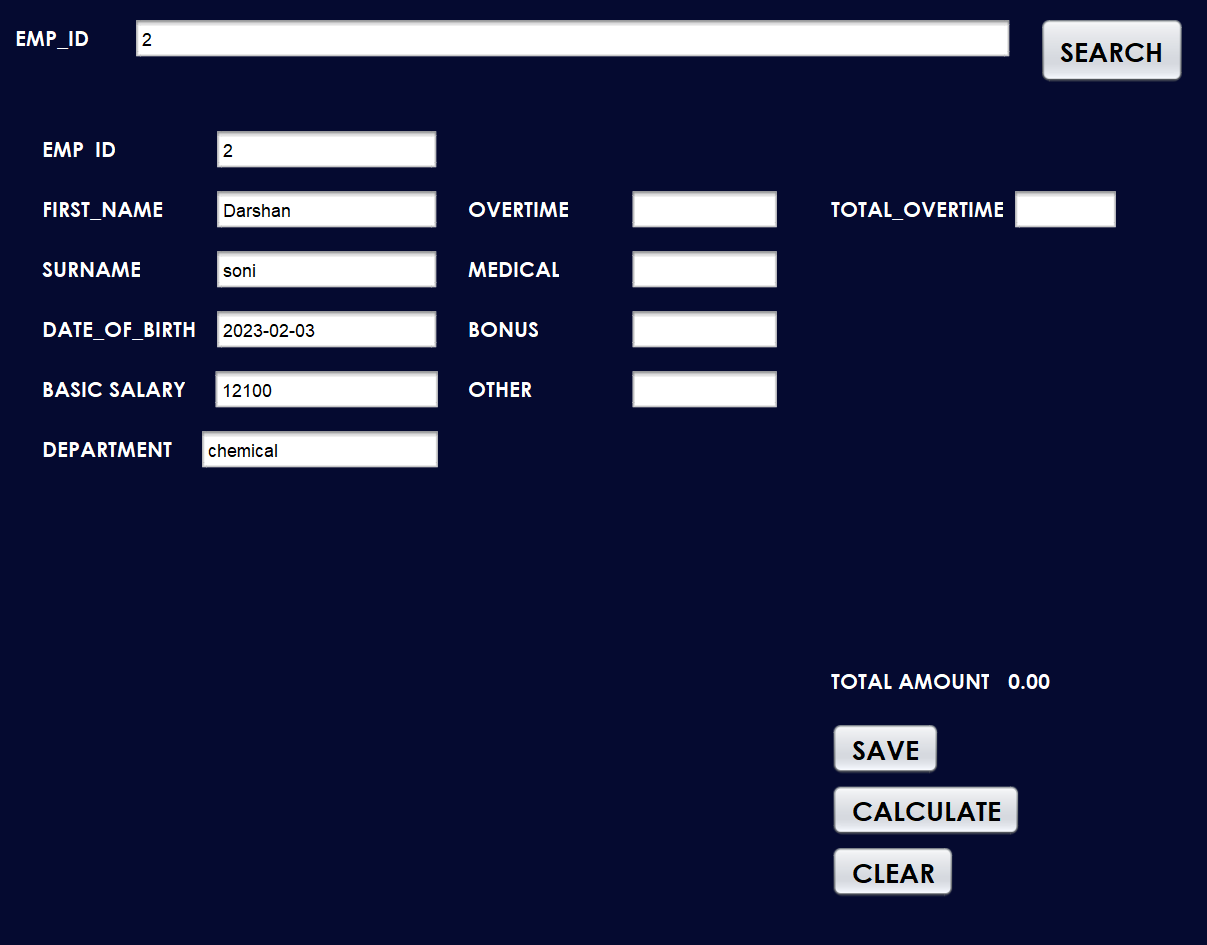 EMP_ID 2 SEARCH
EMP ID 2
FIRST_NAME Darshan OVERTIME TOTAL_OVERTIME
SURNAME soni MEDICAL
DATE_OF_BIRTH 2023-02-03 BONUS
BASIC SALARY 12100 OTHER
DEPARTMENT chemical
TOTAL AMOUNT 0.00
SAVE
CALCULATE
CLEAR